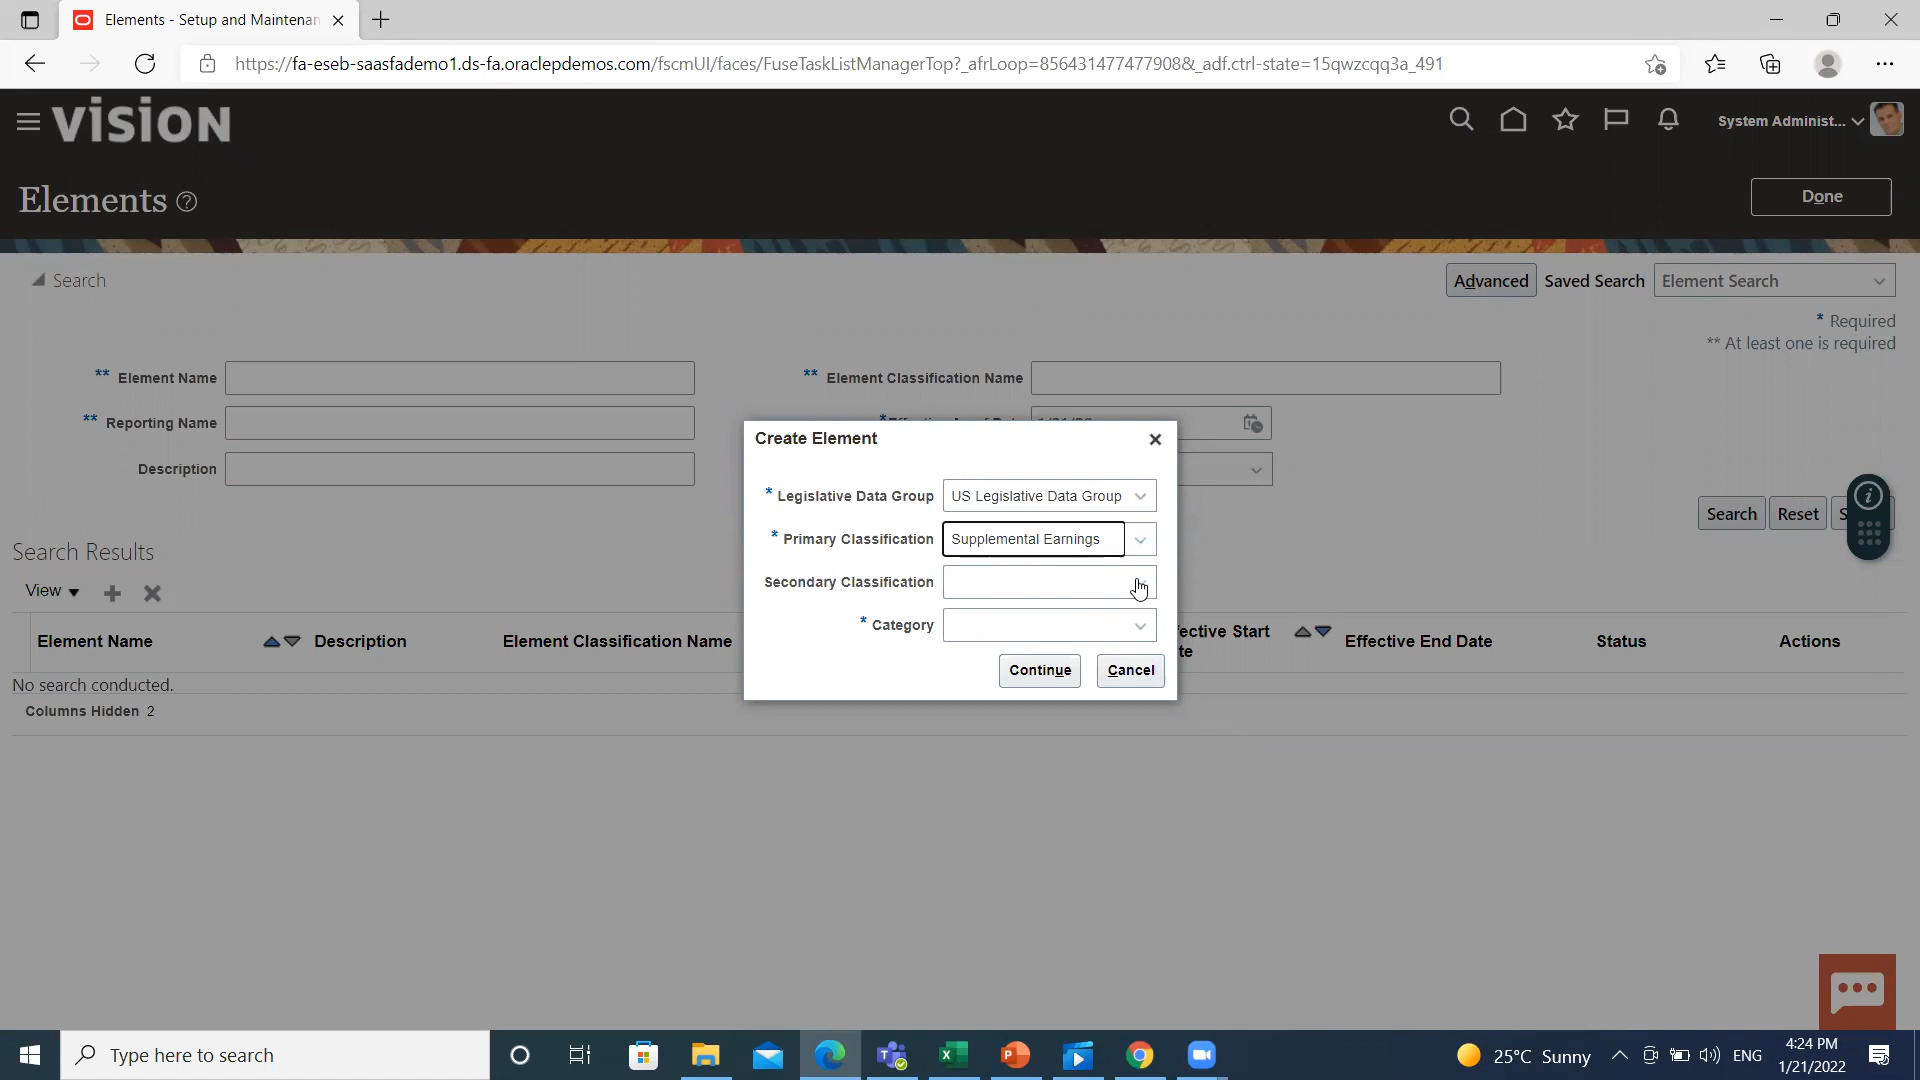 Elements - Setup and Maintenan
https://fa-eseb-saasfademo1.ds-fa.oraclepdemos.com/fscmUI/faces/FuseTaskListManagerTop?_afrLoop=85643147747790&_adf.ctrl-state=15qwzcqq3a_491
VISION
System Administ...
Elements
Done
Search
Advanced Saved Search Element Search
* Required
** At least one is required
** Element Name
** Element Classification Name
** Reporting Name
Description
Create Element
* Legislative Data Group US Legislative Data Group
* Primary Classification Supplemental Earnings
Secondary Classification
* Category
Continue Cancel
Search Reset S
Search Results
View
Element Name Description Element Classification Name ective Start te Effective End Date Status Actions
No search conducted.
Columns Hidden 2
Type here to search
25°C Sunny ENG
4:24 PM
1/21/2022